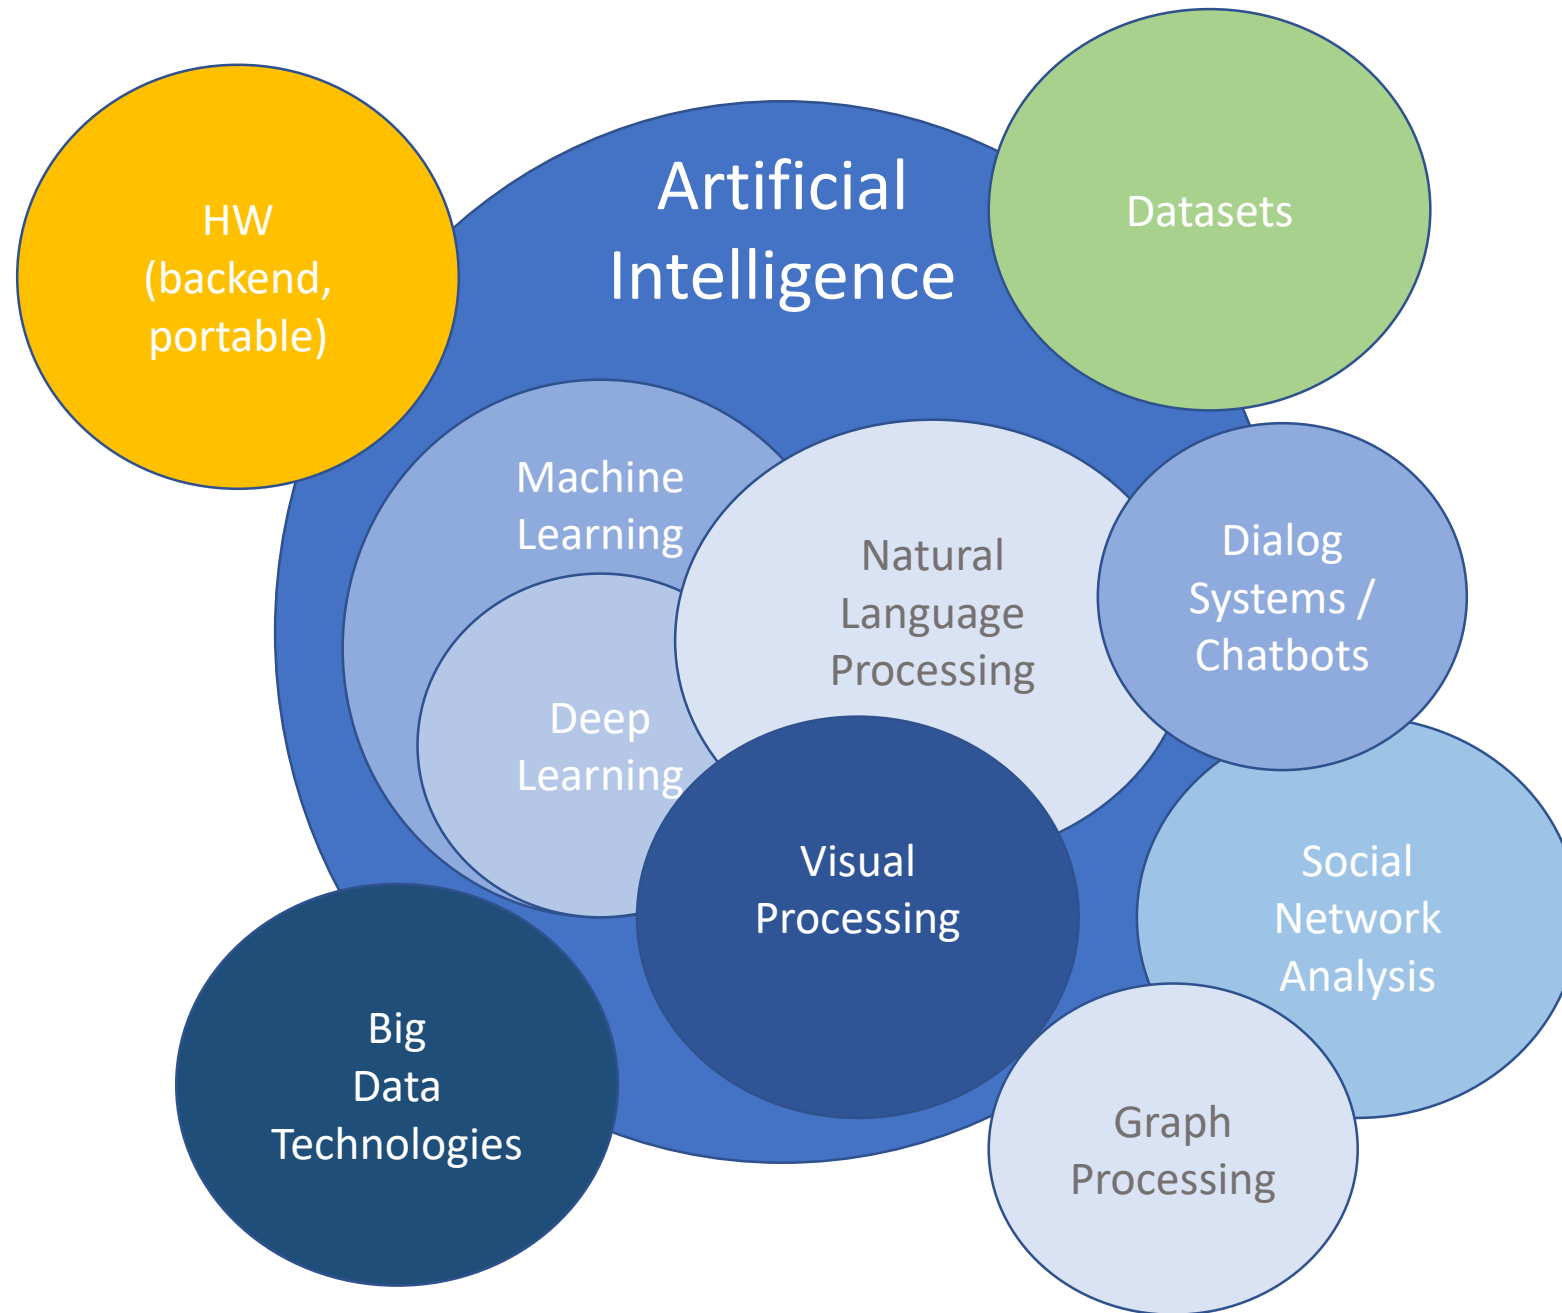 Artificial
Intelligence
HW
(backend,
portable)
Datasets
Machine
Learning
Natural
Language
Processing
Dialog
Systems /
Chatbots
Deep
Learning
Visual
Processing
Social
Network
Analysis
Big
Data
Technologies
Graph
Processing